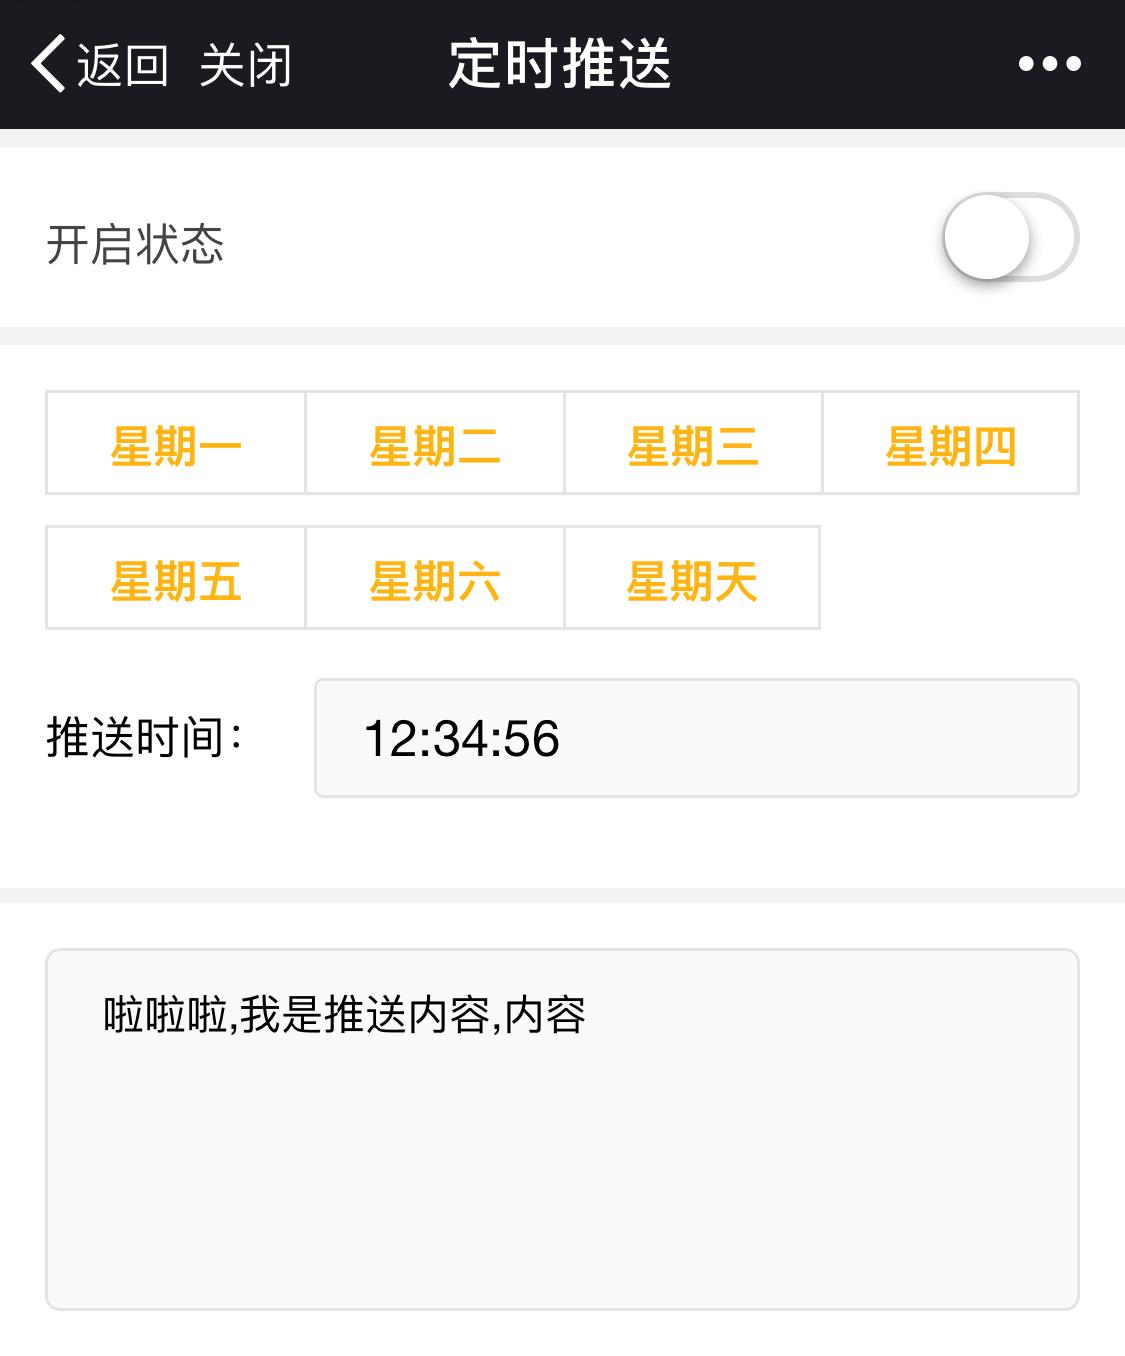 返回 关闭 定时推送
开启状态
星期一 星期二 星期三 星期四
星期五 星期六 星期天
推送时间： 12:34:56
啦啦啦,我是推送内容,内容